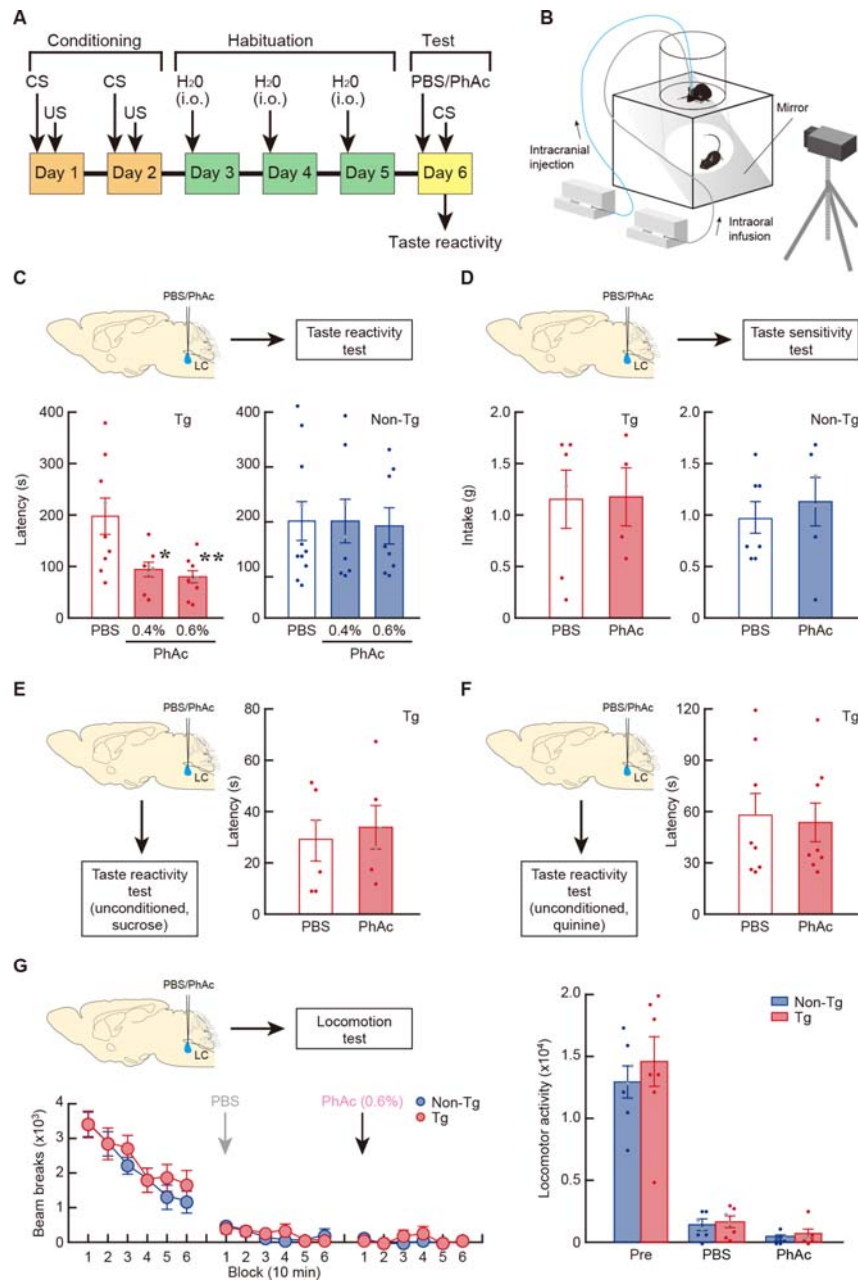 A
Conditioning Habituation Test
CS CS H20 H20 H20 PBS/PhAc
US US (i.o.) (i.o.) (i.o.) CS
Day 1 Day 2 Day 3 Day 4 Day 5 Day 6
Taste reactivity
B
Mirror
Intracranial
injection
Intraoral
infusion
C
PBS/PhAc
LC
Taste reactivity
test
400 Tg
300
200
100
0
Latency (s)
* **
PBS 0.4% 0.6%
PhAc
400 Non-Tg
300
200
100
0
PBS 0.4% 0.6%
PhAc
D
PBS/PhAc
LC
Taste sensitivity
test
2.0 Tg
1.5
1.0
0.5
0
Intake (g)
PBS PhAc
2.0 Non-Tg
1.5
1.0
0.5
0
PBS PhAc
E
PBS/PhAc
LC
Taste reactivity
test
(unconditioned,
sucrose)
80 Tg
60
40
20
0
Latency (s)
PBS PhAc
F
PBS/PhAc
LC
Taste reactivity
test
(unconditioned,
quinine)
120 Tg
90
60
30
0
Latency (s)
PBS PhAc
G
PBS/PhAc
LC
Locomotion
test
PBS PhAc (0.6%) Non-Tg
Tg
4
3
2
1
0
Beam breaks (x10³)
1 2 3 4 5 6 1 2 3 4 5 6 1 2 3 4 5 6
Block (10 min)
2.0 Non-Tg
Tg
1.5
1.0
0.5
0
Locomotor activity (x10⁴)
Pre PBS PhAc